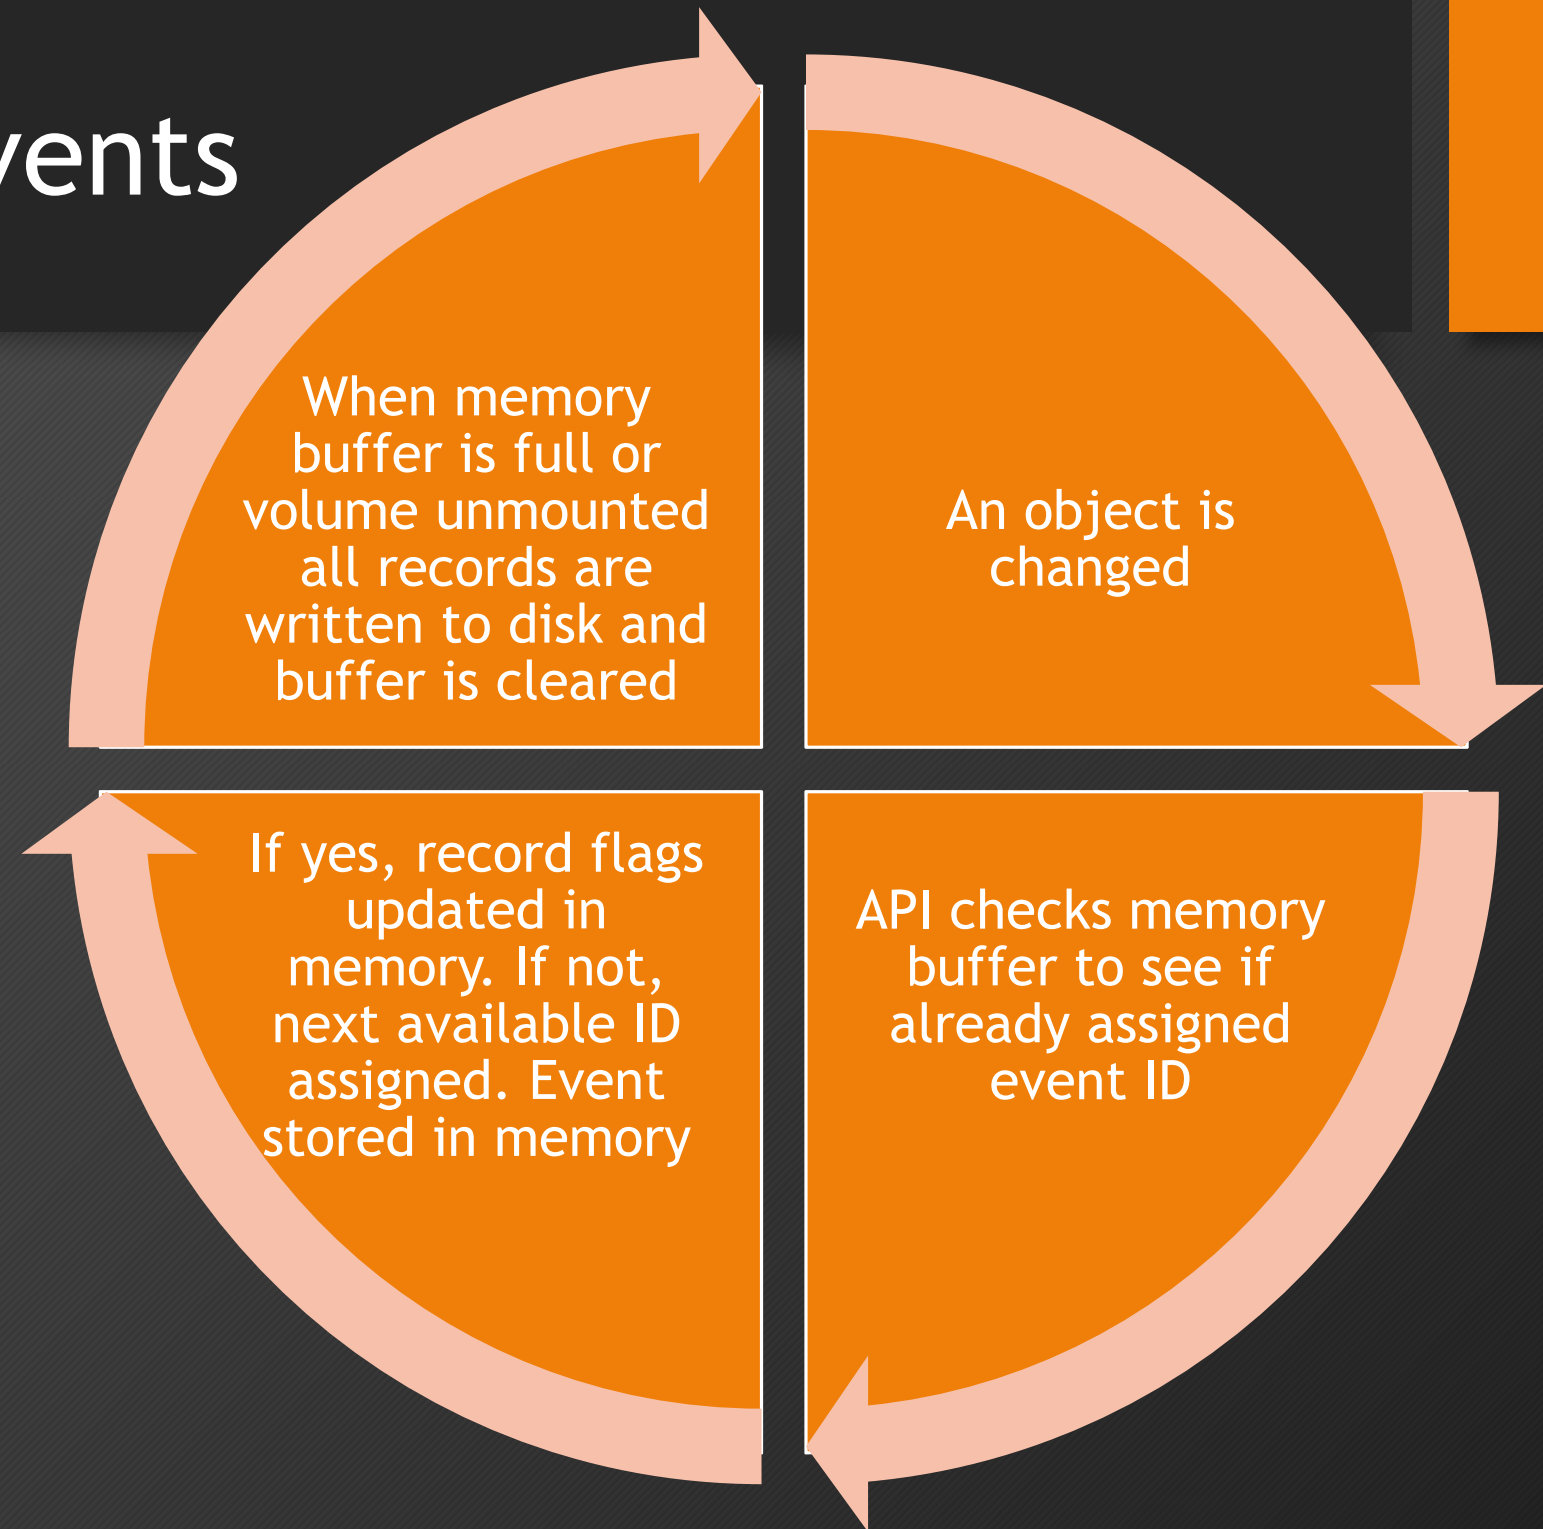 vents
When memory
buffer is full or
volume unmounted
all records are
written to disk and
buffer is cleared
An object is
changed
If yes, record flags
updated in
memory. If not,
next available ID
assigned. Event
stored in memory
API checks memory
buffer to see if
already assigned
event ID